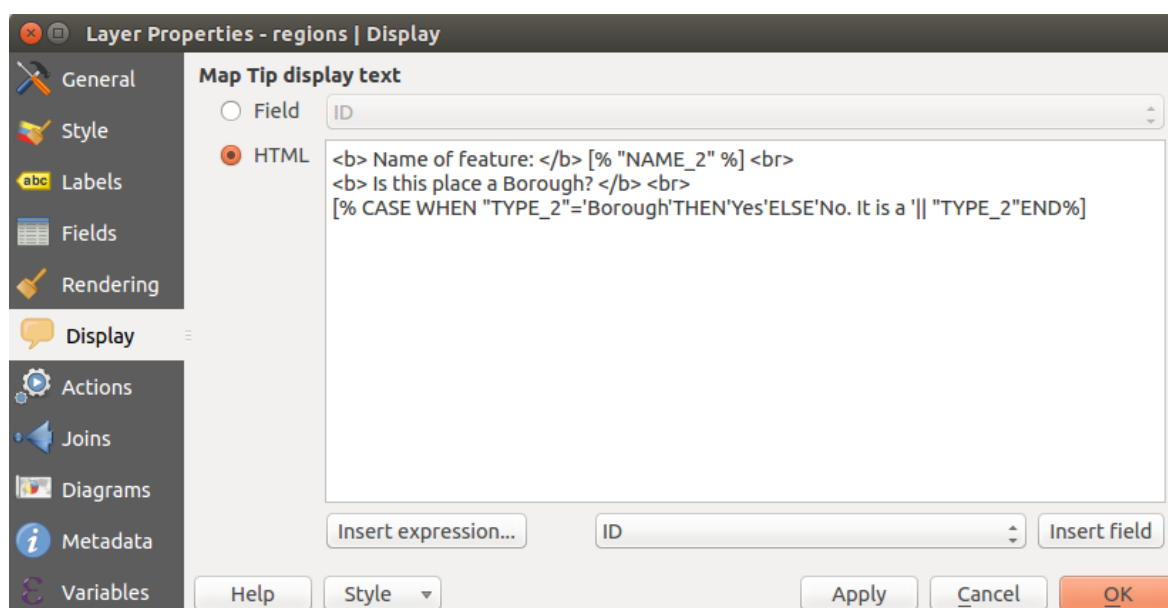 Layer Properties - regions | Display
General
Style
abc Labels
Fields
Rendering
Display
Actions
Joins
Diagrams
i Metadata
ε Variables
Map Tip display text
Field ID
HTML
<b> Name of feature: </b> [% "NAME_2" %] <br>
<b> Is this place a Borough? </b> <br>
[% CASE WHEN "TYPE_2"='Borough'THEN'Yes'ELSE'No. It is a '|| "TYPE_2"END%]
Insert expression... ID Insert field
Help Style Apply Cancel OK